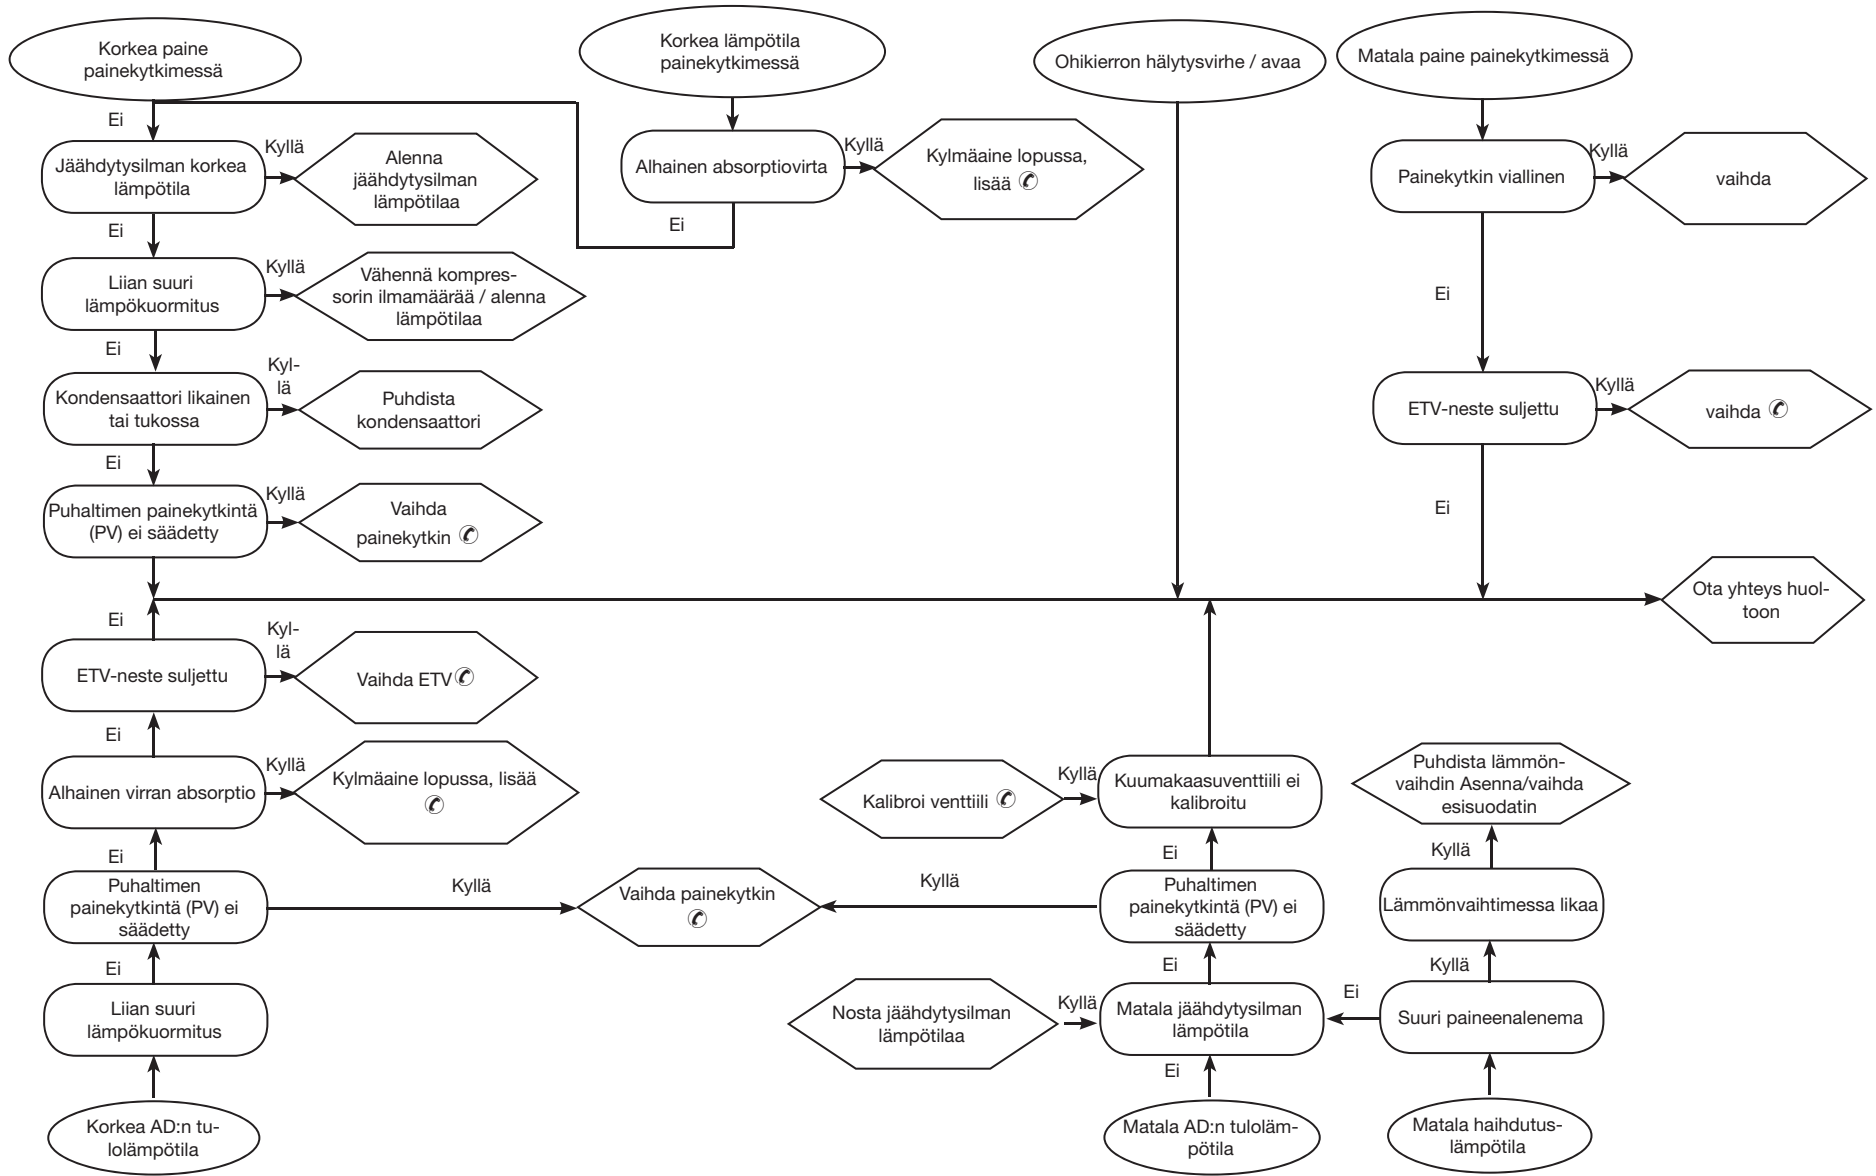 Korkea paine
painekytkimessä
Korkea lämpötila
painekytkimessä
Ohikierron hälytysvirhe / avaa
Matala paine painekytkimessä
Ei
Jäähdytysilman korkea
lämpötila
Kyllä
Alenna
jäähdytysilman
lämpötilaa
Alhainen absorptiovirta
Kyllä
Kylmäaine lopussa,
lisää ✆
Ei
Painekytkin viallinen
Kyllä
vaihda
Ei
Liian suuri
lämpökuormitus
Kyllä
Vähennä kompres-
sorin ilmamäärää / alenna
lämpötilaa
Ei
Ei
Kondensaattori likainen
tai tukossa
Kyl-
lä
Puhdista
kondensaattori
ETV-neste suljettu
Kyllä
vaihda ✆
Ei
Puhaltimen painekytkintä
(PV) ei säädetty
Kyllä
Vaihda
painekytkin ✆
Ei
Ota yhteys huol-
toon
Ei
ETV-neste suljettu
Kyl-
lä
Vaihda ETV ✆
Ei
Alhainen virran absorptio
Kyllä
Kylmäaine lopussa, lisää
✆
Kalibroi venttiili ✆
Kyllä
Kuumakaasuventtiili ei
kalibroitu
Puhdista lämmön-
vaihdin Asenna/vaihda
esisuodatin
Ei
Puhaltimen
painekytkintä (PV) ei
säädetty
Kyllä
Vaihda painekytkin
✆
Kyllä
Ei
Puhaltimen
painekytkintä (PV) ei
säädetty
Kyllä
Lämmönvaihtimessa likaa
Ei
Liian suuri
lämpökuormitus
Nosta jäähdytysilman
lämpötilaa
Kyllä
Ei
Matala jäähdytysilman
lämpötila
Ei
Kyllä
Suuri paineenalenema
Korkea AD:n tu-
lolämpötila
Ei
Matala AD:n tuloläm-
pötila
Matala haihdutus-
lämpötila